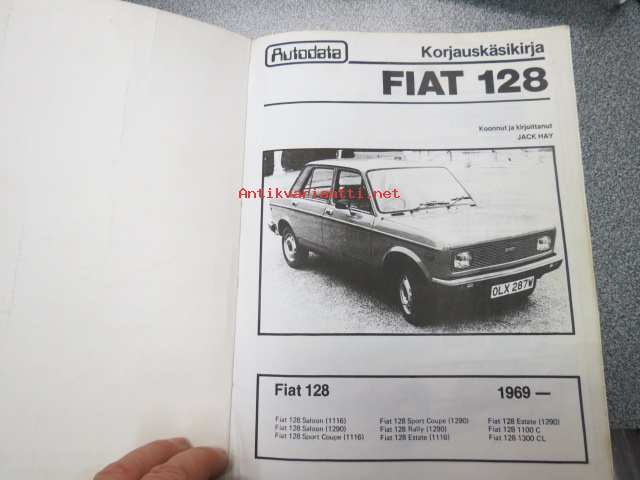 Autodata
Korjauskäsikirja
FIAT 128
Koonnut ja kirjoittanut
JACK HAY
Antikvariaatti.net
OLX 287W
Fiat 128 1969 —
Fiat 128 Saloon (1116) Fiat 128 Sport Coupe (1290) Fiat 128 Estate (1290)
Fiat 128 Saloon (1290) Fiat 128 Rally (1290) Fiat 128 1100 C
Fiat 128 Sport Coupe (1116) Fiat 128 Estate (1116) Fiat 128 1300 CL